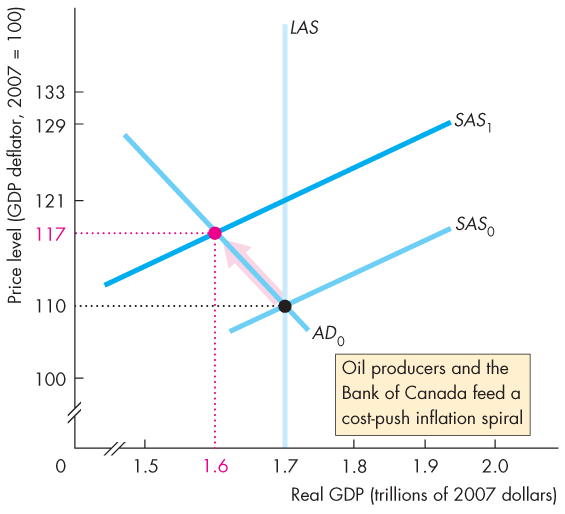 Price level (GDP deflator, 2007 = 100)
LAS
133
129
SAS₁
121
SAS₀
117
110
AD₀
Oil producers and the
Bank of Canada feed a
cost-push inflation spiral
100
0 1.5 1.6 1.7 1.8 1.9 2.0
Real GDP (trillions of 2007 dollars)